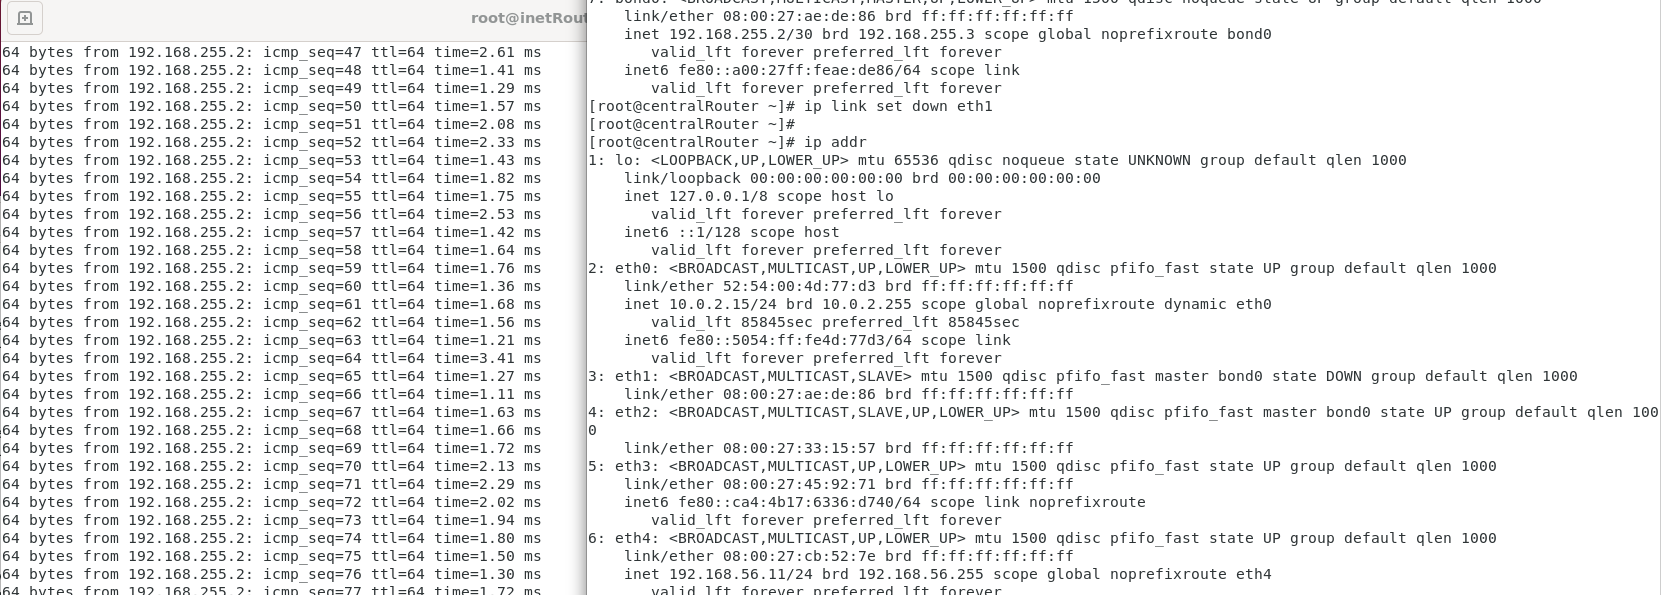 root@inetRout
64 bytes from 192.168.255.2: icmp_seq=47 ttl=64 time=2.61 ms
64 bytes from 192.168.255.2: icmp_seq=48 ttl=64 time=1.41 ms
64 bytes from 192.168.255.2: icmp_seq=49 ttl=64 time=1.29 ms
64 bytes from 192.168.255.2: icmp_seq=50 ttl=64 time=1.57 ms
64 bytes from 192.168.255.2: icmp_seq=51 ttl=64 time=2.08 ms
64 bytes from 192.168.255.2: icmp_seq=52 ttl=64 time=2.33 ms
64 bytes from 192.168.255.2: icmp_seq=53 ttl=64 time=1.43 ms
64 bytes from 192.168.255.2: icmp_seq=54 ttl=64 time=1.82 ms
64 bytes from 192.168.255.2: icmp_seq=55 ttl=64 time=1.75 ms
64 bytes from 192.168.255.2: icmp_seq=56 ttl=64 time=2.53 ms
64 bytes from 192.168.255.2: icmp_seq=57 ttl=64 time=1.42 ms
64 bytes from 192.168.255.2: icmp_seq=58 ttl=64 time=1.64 ms
64 bytes from 192.168.255.2: icmp_seq=59 ttl=64 time=1.76 ms
64 bytes from 192.168.255.2: icmp_seq=60 ttl=64 time=1.36 ms
64 bytes from 192.168.255.2: icmp_seq=61 ttl=64 time=1.68 ms
64 bytes from 192.168.255.2: icmp_seq=62 ttl=64 time=1.56 ms
64 bytes from 192.168.255.2: icmp_seq=63 ttl=64 time=1.21 ms
64 bytes from 192.168.255.2: icmp_seq=64 ttl=64 time=3.41 ms
64 bytes from 192.168.255.2: icmp_seq=65 ttl=64 time=1.27 ms
64 bytes from 192.168.255.2: icmp_seq=66 ttl=64 time=1.11 ms
64 bytes from 192.168.255.2: icmp_seq=67 ttl=64 time=1.63 ms
64 bytes from 192.168.255.2: icmp_seq=68 ttl=64 time=1.66 ms
64 bytes from 192.168.255.2: icmp_seq=69 ttl=64 time=1.72 ms
64 bytes from 192.168.255.2: icmp_seq=70 ttl=64 time=2.13 ms
64 bytes from 192.168.255.2: icmp_seq=71 ttl=64 time=2.29 ms
64 bytes from 192.168.255.2: icmp_seq=72 ttl=64 time=2.02 ms
64 bytes from 192.168.255.2: icmp_seq=73 ttl=64 time=1.94 ms
64 bytes from 192.168.255.2: icmp_seq=74 ttl=64 time=1.80 ms
64 bytes from 192.168.255.2: icmp_seq=75 ttl=64 time=1.50 ms
64 bytes from 192.168.255.2: icmp_seq=76 ttl=64 time=1.30 ms
64 bytes from 192.168.255.2: icmp_seq=77 ttl=64 time=1.72 ms
7: bond0: <BROADCAST,MULTICAST,MASTER,UP,LOWER_UP> mtu 1500 qdisc noqueue state UP group default qlen 1000
link/ether 08:00:27:ae:de:86 brd ff:ff:ff:ff:ff:ff
inet 192.168.255.2/30 brd 192.168.255.3 scope global noprefixroute bond0
valid_lft forever preferred_lft forever
inet6 fe80::a00:27ff:feae:de86/64 scope link
valid_lft forever preferred_lft forever
[root@centralRouter ~]# ip link set down eth1
[root@centralRouter ~]#
[root@centralRouter ~]# ip addr
1: lo: <LOOPBACK,UP,LOWER_UP> mtu 65536 qdisc noqueue state UNKNOWN group default qlen 1000
link/loopback 00:00:00:00:00:00 brd 00:00:00:00:00:00
inet 127.0.0.1/8 scope host lo
valid_lft forever preferred_lft forever
inet6 ::1/128 scope host
valid_lft forever preferred_lft forever
2: eth0: <BROADCAST,MULTICAST,UP,LOWER_UP> mtu 1500 qdisc pfifo_fast state UP group default qlen 1000
link/ether 52:54:00:4d:77:d3 brd ff:ff:ff:ff:ff:ff
inet 10.0.2.15/24 brd 10.0.2.255 scope global noprefixroute dynamic eth0
valid_lft 85845sec preferred_lft 85845sec
inet6 fe80::5054:ff:fe4d:77d3/64 scope link
valid_lft forever preferred_lft forever
3: eth1: <BROADCAST,MULTICAST,SLAVE> mtu 1500 qdisc pfifo_fast master bond0 state DOWN group default qlen 1000
link/ether 08:00:27:ae:de:86 brd ff:ff:ff:ff:ff:ff
4: eth2: <BROADCAST,MULTICAST,SLAVE,UP,LOWER_UP> mtu 1500 qdisc pfifo_fast master bond0 state UP group default qlen 100
0
link/ether 08:00:27:33:15:57 brd ff:ff:ff:ff:ff:ff
5: eth3: <BROADCAST,MULTICAST,UP,LOWER_UP> mtu 1500 qdisc pfifo_fast state UP group default qlen 1000
link/ether 08:00:27:45:92:71 brd ff:ff:ff:ff:ff:ff
inet6 fe80::ca4:4b17:6336:d740/64 scope link noprefixroute
valid_lft forever preferred_lft forever
6: eth4: <BROADCAST,MULTICAST,UP,LOWER_UP> mtu 1500 qdisc pfifo_fast state UP group default qlen 1000
link/ether 08:00:27:cb:52:7e brd ff:ff:ff:ff:ff:ff
inet 192.168.56.11/24 brd 192.168.56.255 scope global noprefixroute eth4
valid_lft forever preferred_lft forever